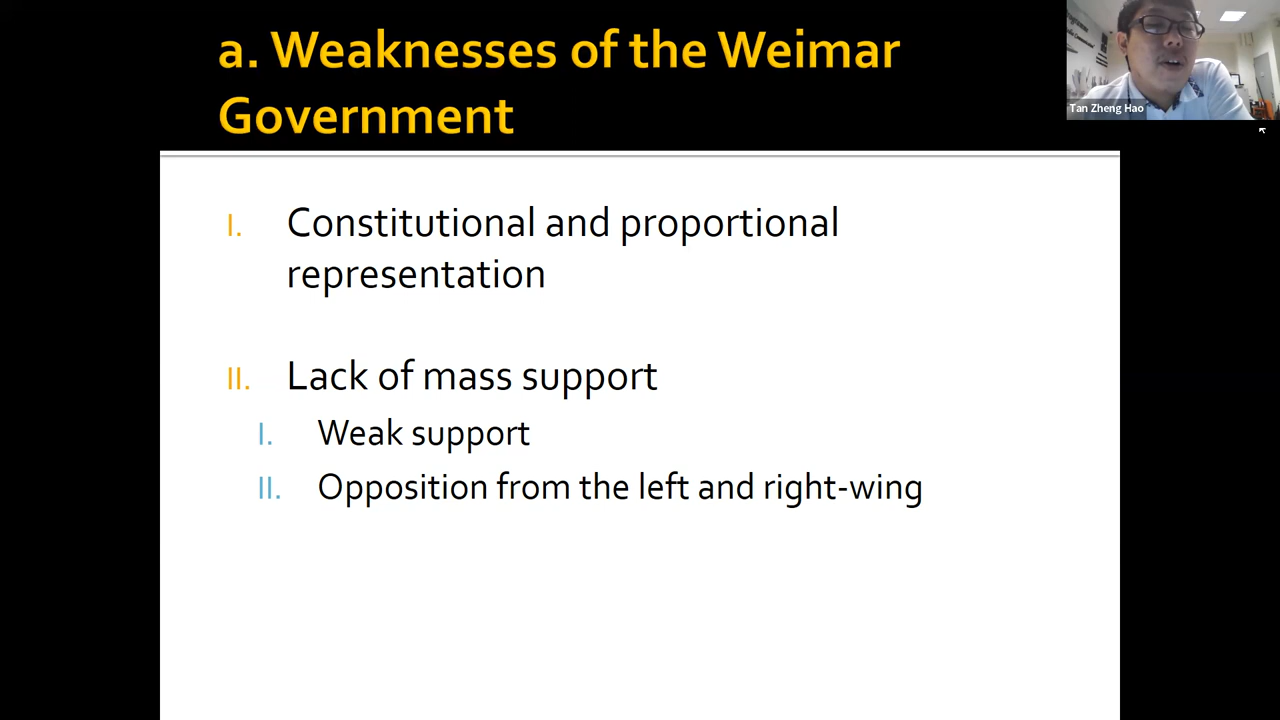 a. Weaknesses of the Weimar
Government
Tan Zheng Hao
I. Constitutional and proportional
representation
II. Lack of mass support
I. Weak support
II. Opposition from the left and right-wing